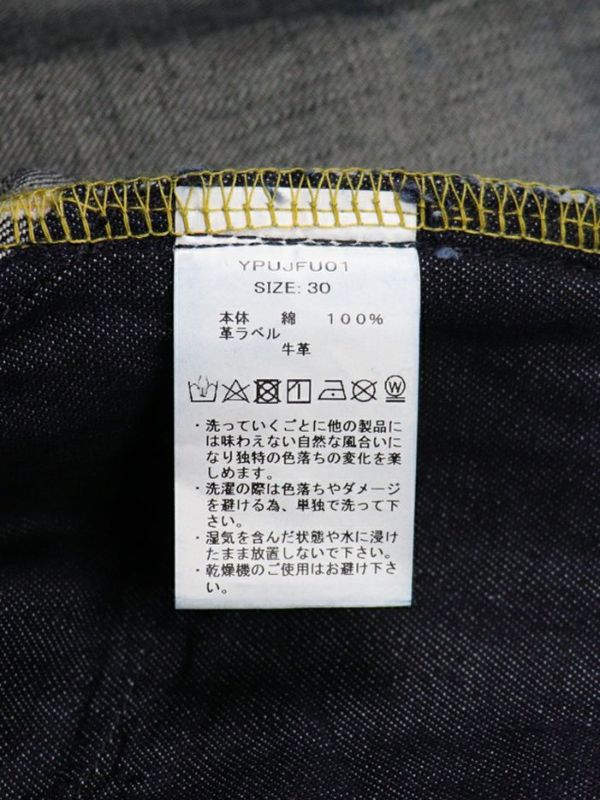 YPUJFU01
SIZE: 30
本体 綿 100%
革ラベル
牛革
W
・洗っていくごとに他の製品に
は味わえない自然な風合いに
なり独特の色落ちの変化を楽
しめます。
・洗濯の際は色落ちやダメージ
を避ける為、単独で洗って下
さい。
・湿気を含んだ状態や水に浸け
たまま放置しないで下さい。
・乾燥機のご使用はお避け下さ
い。